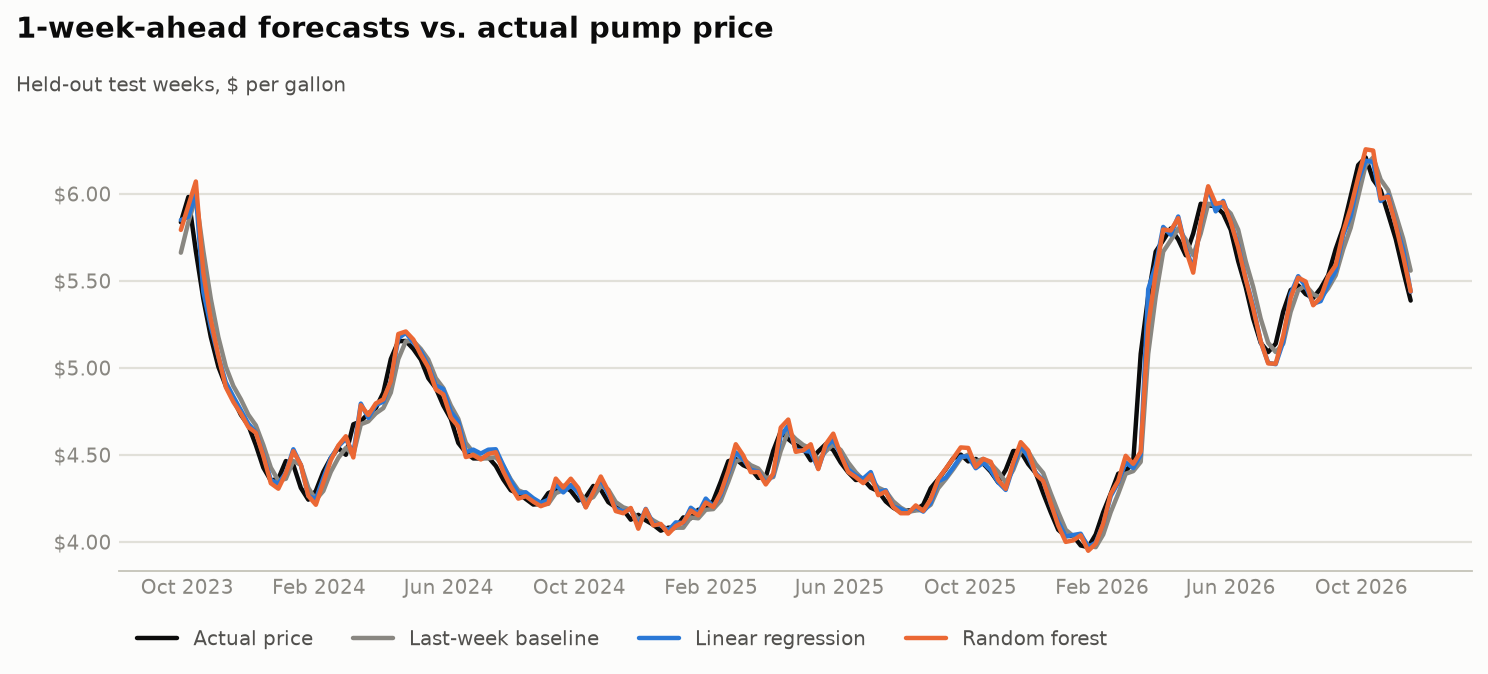 1-week-ahead forecasts vs. actual pump price
Held-out test weeks, $ per gallon
$6.00
$5.50
$5.00
$4.50
$4.00
Oct 2023 Feb 2024 Jun 2024 Oct 2024 Feb 2025 Jun 2025 Oct 2025 Feb 2026 Jun 2026 Oct 2026
Actual price Last-week baseline Linear regression Random forest